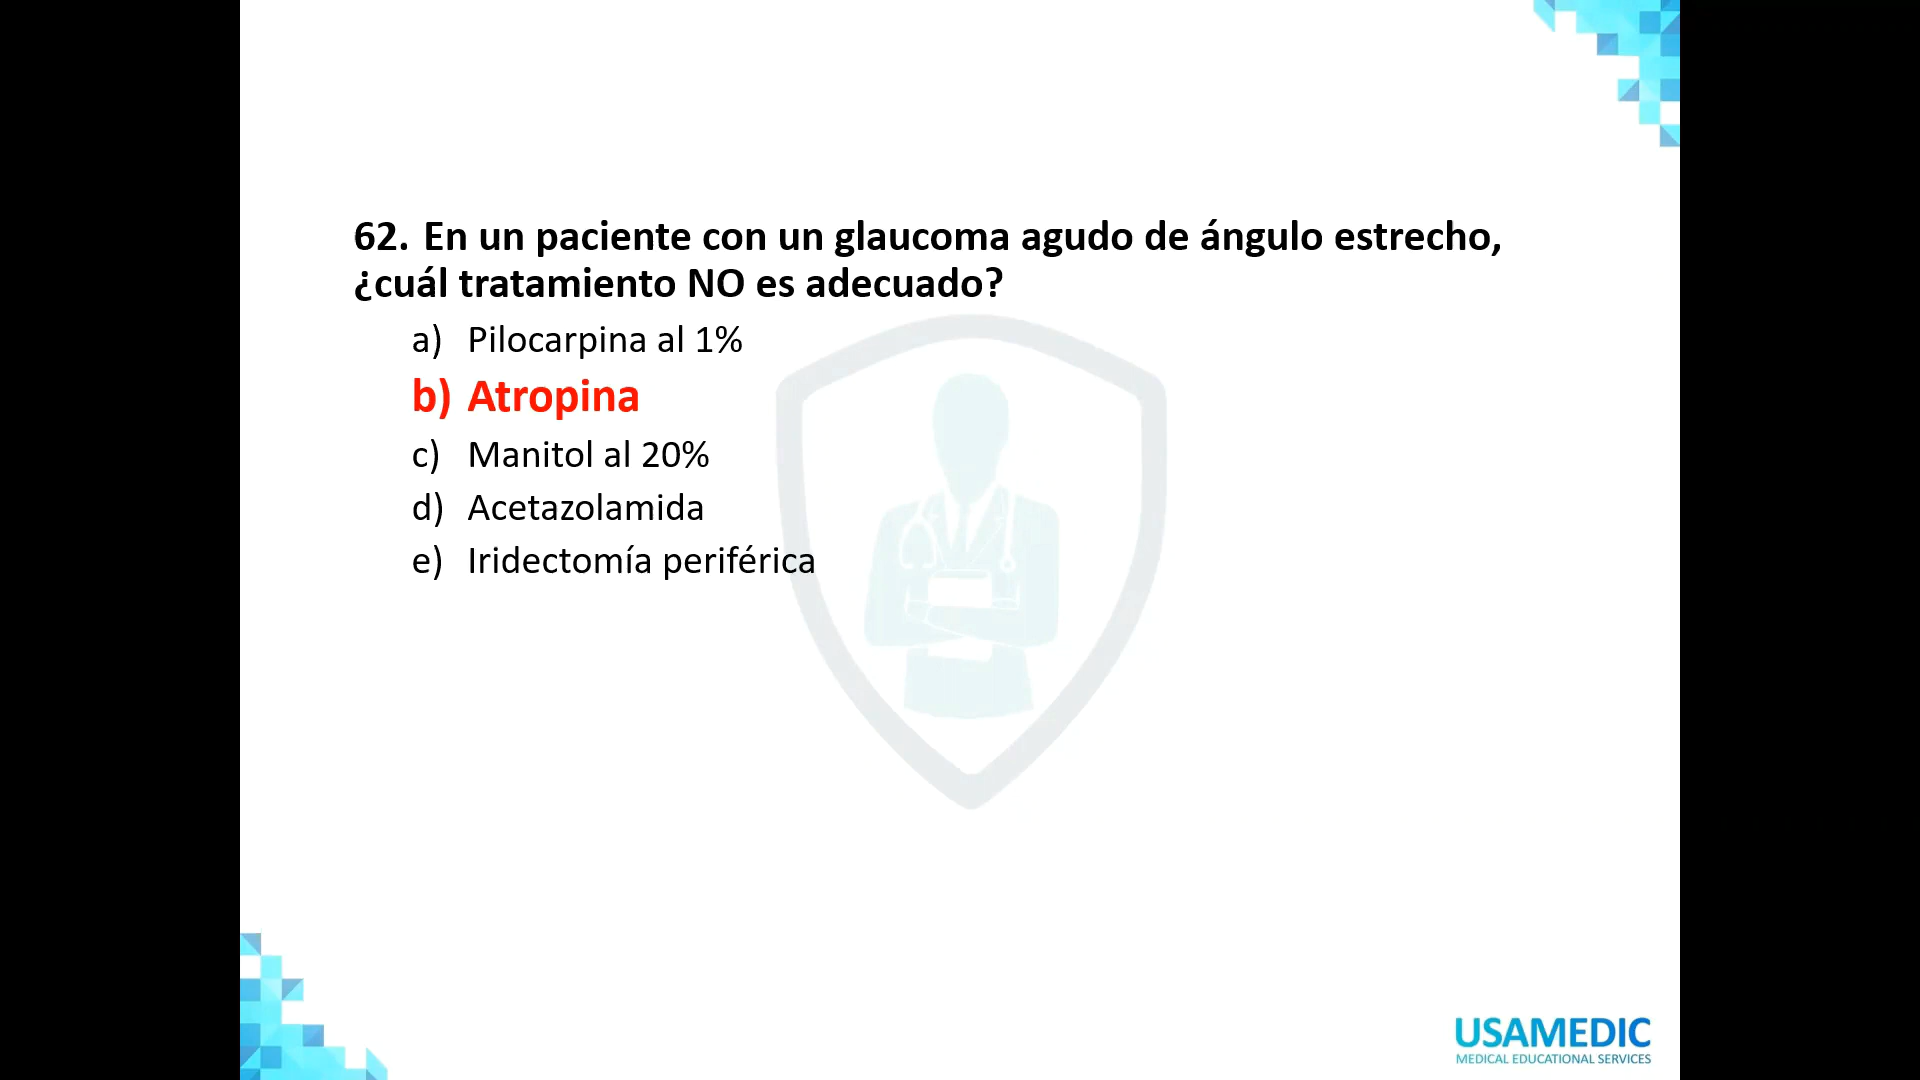 62. En un paciente con un glaucoma agudo de ángulo estrecho,
¿cuál tratamiento NO es adecuado?
a) Pilocarpina al 1%
b) Atropina
c) Manitol al 20%
d) Acetazolamida
e) Iridectomía periférica
USAMEDIC
MEDICAL EDUCATIONAL SERVICES